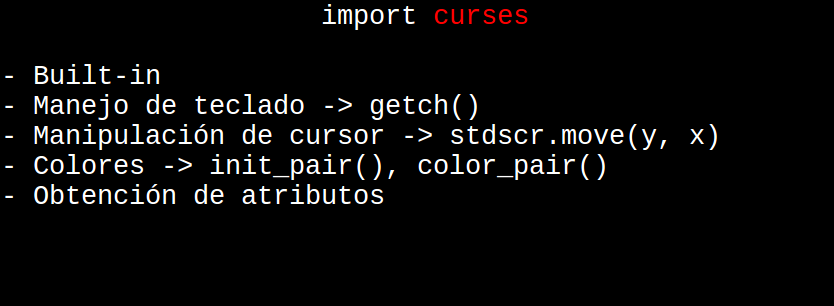 import curses
- Built-in
- Manejo de teclado -> getch()
- Manipulación de cursor -> stdscr.move(y, x)
- Colores -> init_pair(), color_pair()
- Obtención de atributos